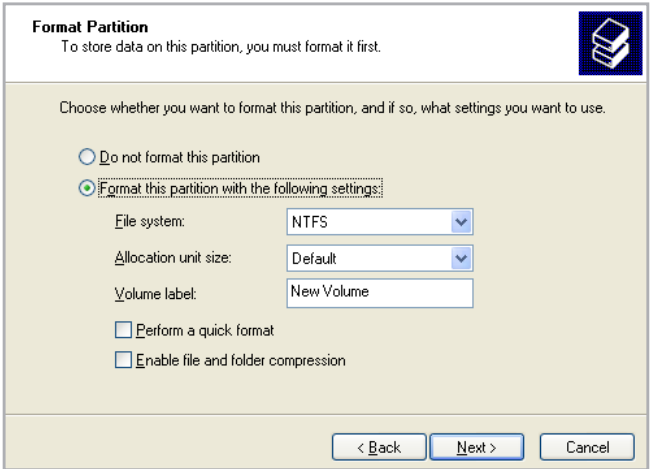 Format Partition
To store data on this partition, you must format it first.
Choose whether you want to format this partition, and if so, what settings you want to use.
Do not format this partition
Format this partition with the following settings:
File system: NTFS
Allocation unit size: Default
Volume label: New Volume
Perform a quick format
Enable file and folder compression
< Back Next > Cancel